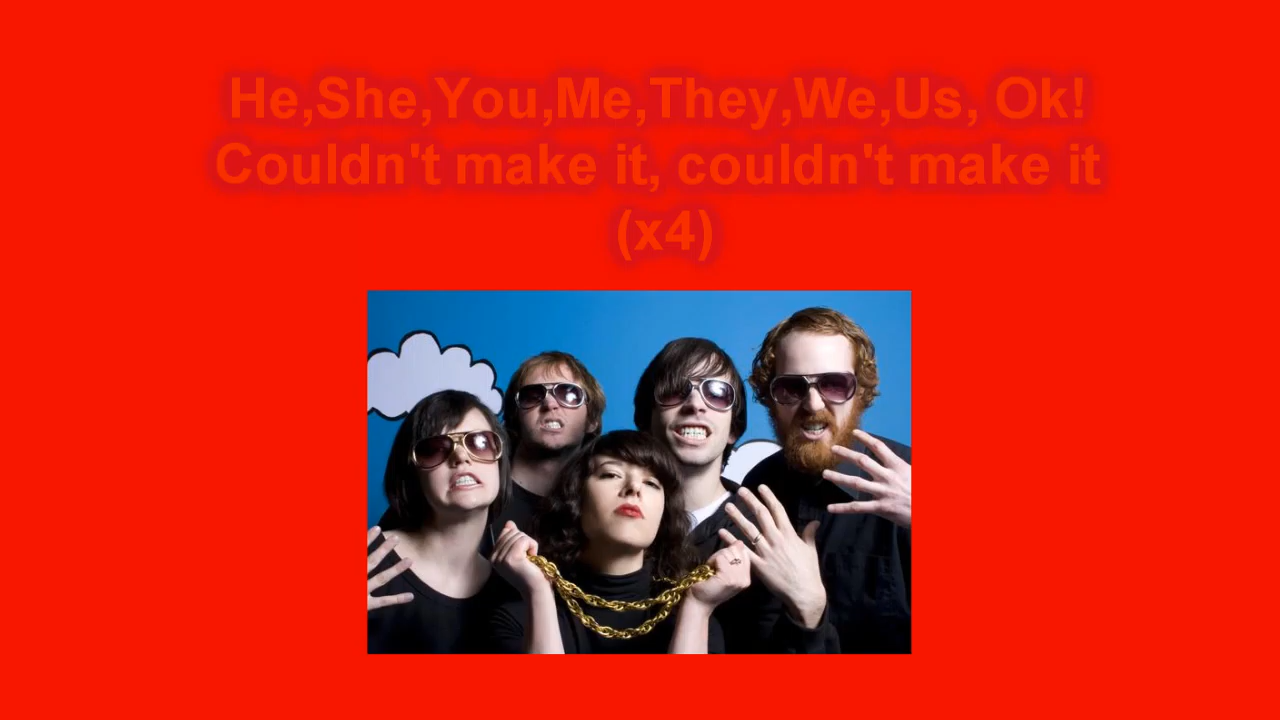 He,She,You,Me,They,We,Us, Ok!
Couldn't make it, couldn't make it
(x4)